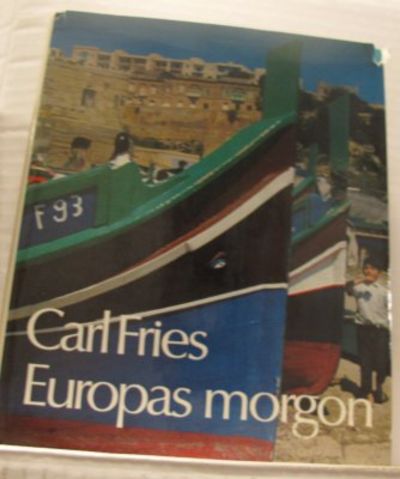 F 93
Carl Fries
Europas morgon